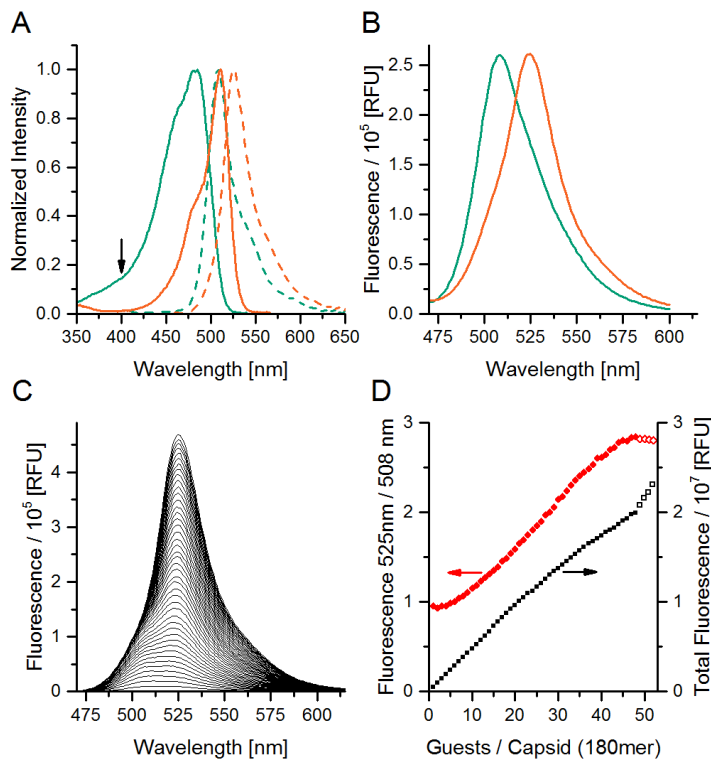 A
B
Normalized Intensity
1.0
0.8
0.6
0.4
0.2
0.0
350 400 450 500 550 600 650
Wavelength [nm]
Fluorescence / 10⁵ [RFU]
2.5
2.0
1.5
1.0
0.5
0.0
475 500 525 550 575 600
Wavelength [nm]
C
D
Fluorescence / 10⁵ [RFU]
4
3
2
1
0
475 500 525 550 575 600
Wavelength [nm]
Fluorescence 525nm / 508 nm
3
2
1
0
0 10 20 30 40 50
Guests / Capsid (180mer)
3
2
1
0
Total Fluorescence / 10⁷ [RFU]